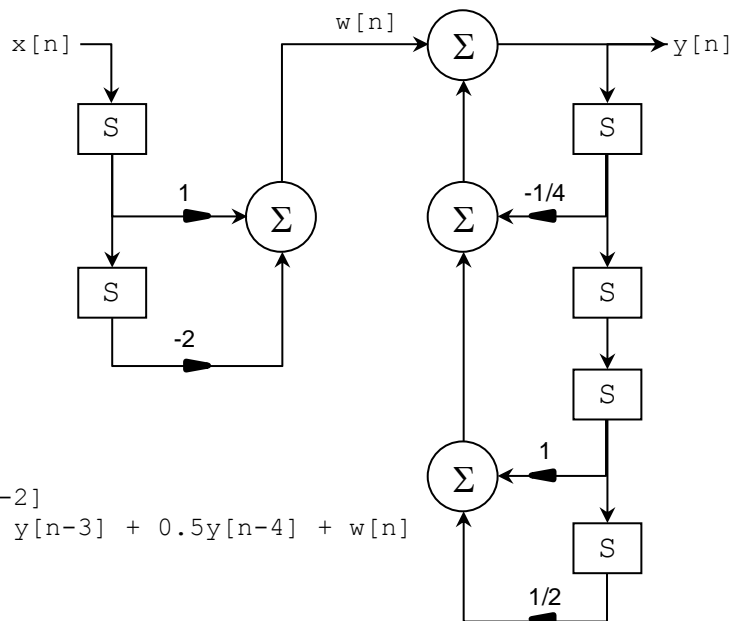 w[n]
x[n]
Σ
y[n]
S
S
1
Σ
Σ
-1/4
S
S
-2
S
1
Σ
-2]
y[n-3] + 0.5y[n-4] + w[n]
S
1/2